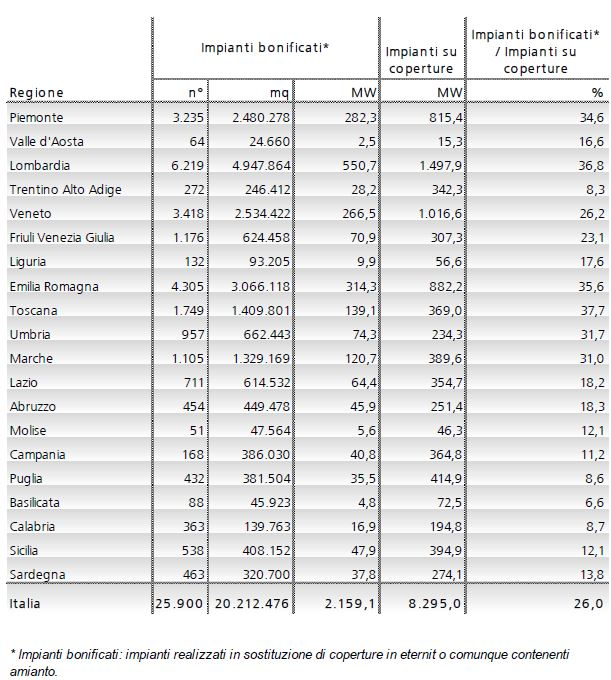 Impianti bonificati* Impianti su coperture Impianti bonificati* / Impianti su coperture
Regione n° mq MW MW %
Piemonte 3.235 2.480.278 282,3 815,4 34,6
Valle d'Aosta 64 24.660 2,5 15,3 16,6
Lombardia 6.219 4.947.864 550,7 1.497,9 36,8
Trentino Alto Adige 272 246.412 28,2 342,3 8,3
Veneto 3.418 2.534.422 266,5 1.016,6 26,2
Friuli Venezia Giulia 1.176 624.458 70,9 307,3 23,1
Liguria 132 93.205 9,9 56,6 17,6
Emilia Romagna 4.305 3.066.118 314,3 882,2 35,6
Toscana 1.749 1.409.801 139,1 369,0 37,7
Umbria 957 662.443 74,3 234,3 31,7
Marche 1.105 1.329.169 120,7 389,6 31,0
Lazio 711 614.532 64,4 354,7 18,2
Abruzzo 454 449.478 45,9 251,4 18,3
Molise 51 47.564 5,6 46,3 12,1
Campania 168 386.030 40,8 364,8 11,2
Puglia 432 381.504 35,5 414,9 8,6
Basilicata 88 45.923 4,8 72,5 6,6
Calabria 363 139.763 16,9 194,8 8,7
Sicilia 538 408.152 47,9 394,9 12,1
Sardegna 463 320.700 37,8 274,1 13,8
Italia 25.900 20.212.476 2.159,1 8.295,0 26,0
* Impianti bonificati: impianti realizzati in sostituzione di coperture in eternit o comunque contenenti
amianto.